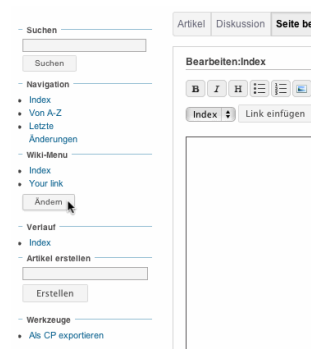 Suchen
Suchen
Navigation
Index
Von A-Z
Letzte
Änderungen
Wiki-Menu
Index
Your link
Ändern
Verlauf
Index
Artikel erstellen
Erstellen
Werkzeuge
Als CP exportieren
Artikel Diskussion Seite be
Bearbeiten:Index
B I H
Index Link einfügen